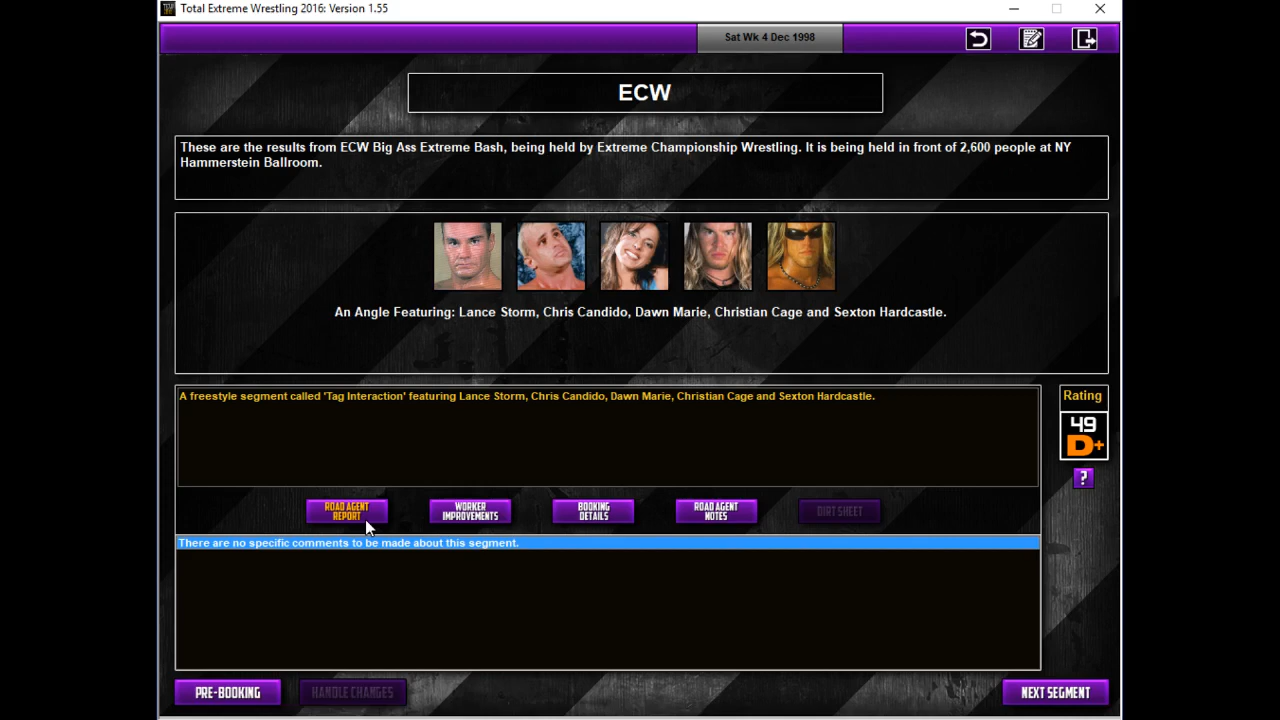 Total Extreme Wrestling 2016: Version 1.55
Sat Wk 4 Dec 1998
ECW
These are the results from ECW Big Ass Extreme Bash, being held by Extreme Championship Wrestling. It is being held in front of 2,600 people at NY
Hammerstein Ballroom.
An Angle Featuring: Lance Storm, Chris Candido, Dawn Marie, Christian Cage and Sexton Hardcastle.
A freestyle segment called 'Tag Interaction' featuring Lance Storm, Chris Candido, Dawn Marie, Christian Cage and Sexton Hardcastle.
Rating
49
D+
?
ROAD AGENT
REPORT
WORKER
IMPROVEMENTS
BOOKING
DETAILS
ROAD AGENT
NOTES
DIRT SHEET
There are no specific comments to be made about this segment.
PRE-BOOKING
HANDLE CHANGES
NEXT SEGMENT